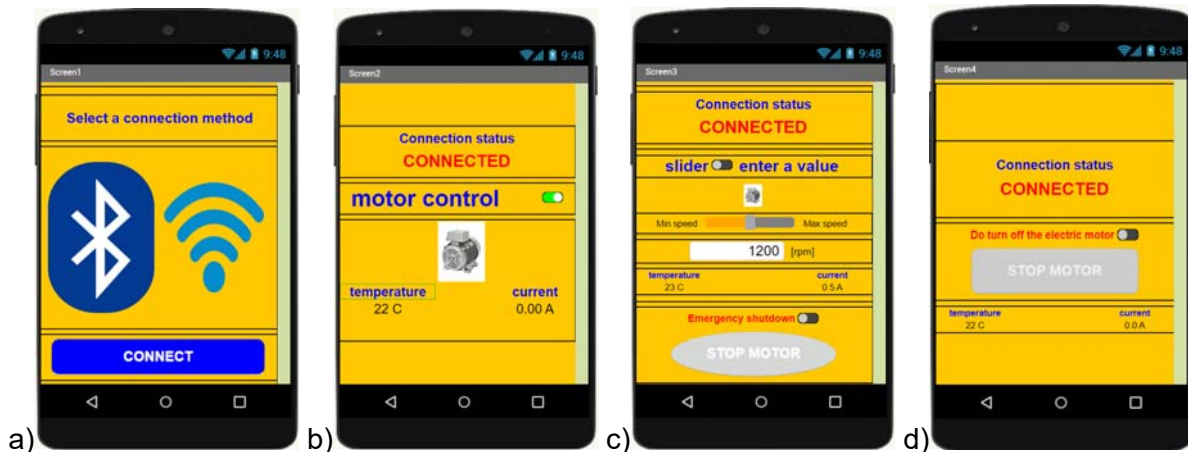 9:48
Screen1
Select a connection method
CONNECT
a)
9:48
Screen2
Connection status
CONNECTED
motor control
temperature current
22 C 0.00 A
b)
9:48
Screen3
Connection status
CONNECTED
slider enter a value
Min speed Max speed
1200 [rpm]
temperature current
23 C 0.5 A
Emergency shutdown
STOP MOTOR
c)
9:48
Screen4
Connection status
CONNECTED
Do turn off the electric motor
STOP MOTOR
temperature current
22 C 0.0 A
d)